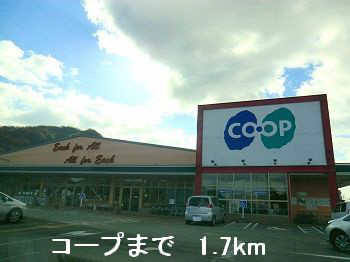 Each for All
All for Each
CO·OP
コープまで 1.7km